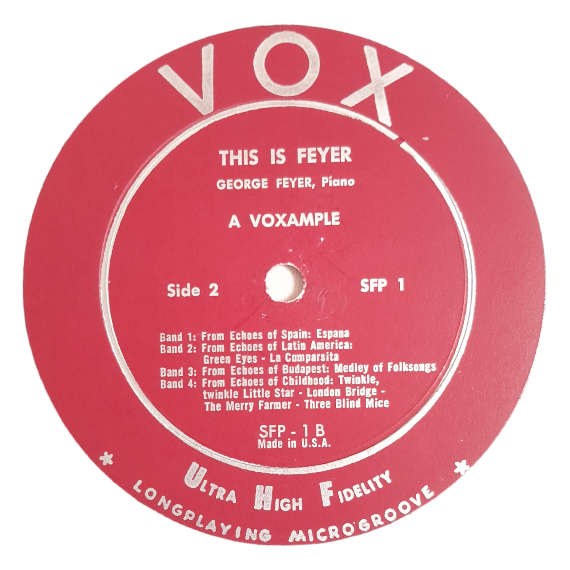 VOX
THIS IS FEYER
GEORGE FEYER, Piano
A VOXAMPLE
Side 2 SFP 1
Band 1: From Echoes of Spain: Espana
Band 2: From Echoes of Latin America:
Green Eyes - La Comparsita
Band 3: From Echoes of Budapest: Medley of Folksongs
Band 4: From Echoes of Childhood: Twinkle,
twinkle Little Star - London Bridge -
The Merry Farmer - Three Blind Mice
SFP - 1 B
Made in U.S.A.
ULTRA HIGH FIDELITY
* LONGPLAYING MICROGROOVE *